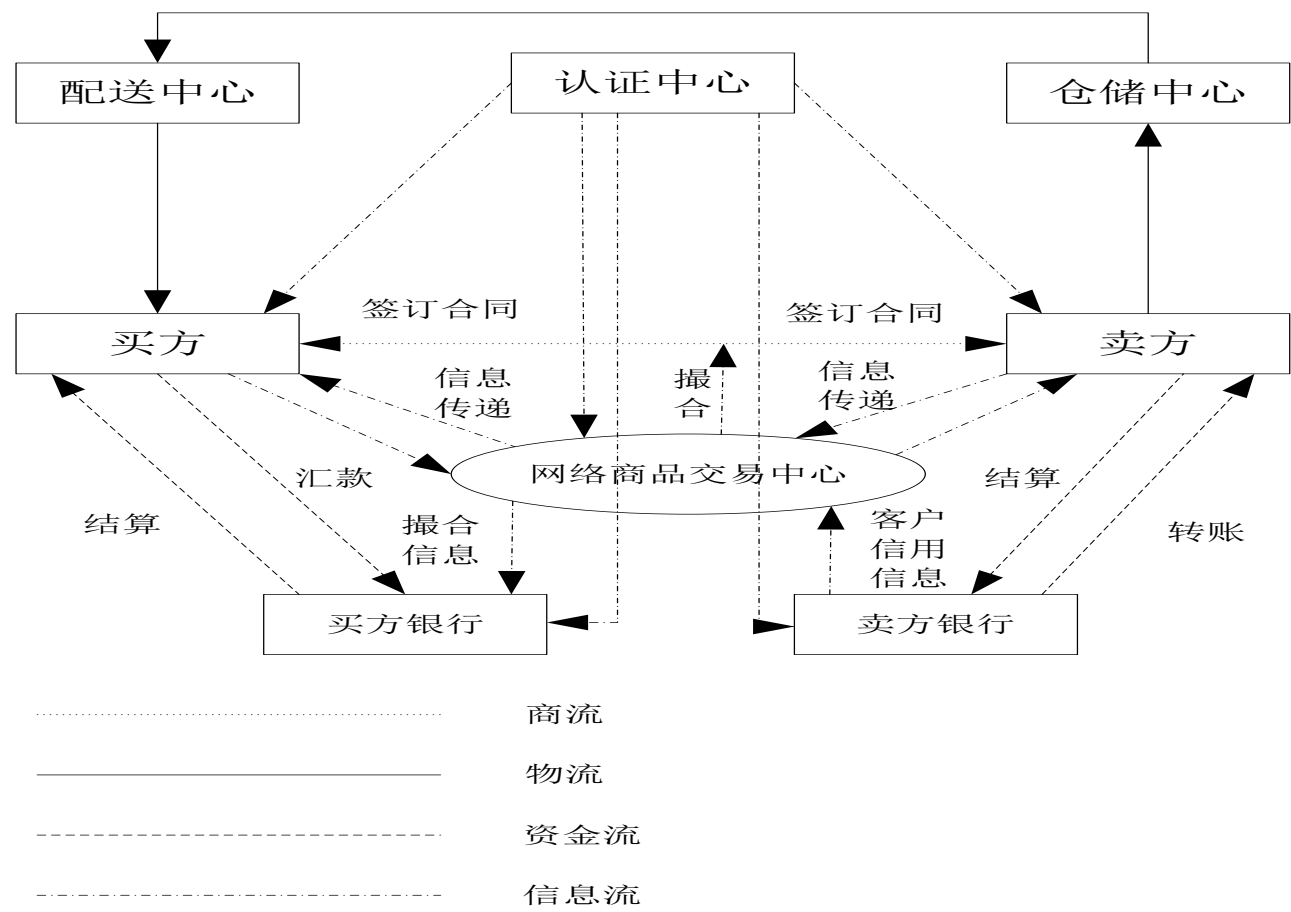 配送中心
认证中心
仓储中心
签订合同
签订合同
买方
卖方
信息
传递
撮
合
信息
传递
网络商品交易中心
汇款
结算
结算
撮合
信息
客户
信用
信息
转账
买方银行
卖方银行
商流
物流
资金流
信息流